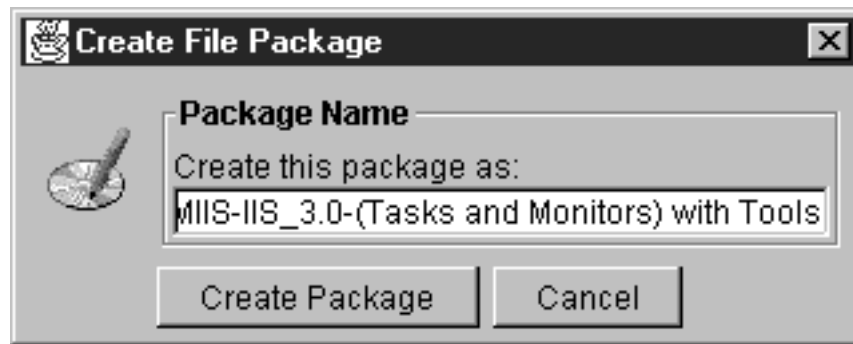 Create File Package
Package Name
Create this package as:
MIIS-IIS_3.0-(Tasks and Monitors) with Tools
Create Package
Cancel